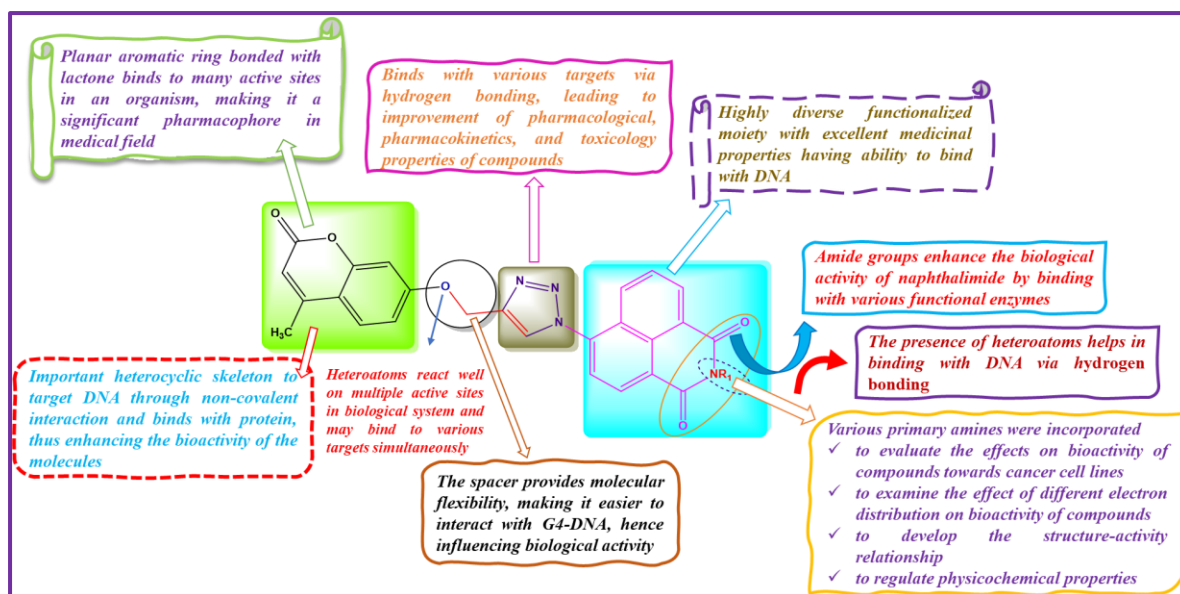 Planar aromatic ring bonded with
lactone binds to many active sites
in an organism, making it a
significant pharmacophore in
medical field
Binds with various targets via
hydrogen bonding, leading to
improvement of pharmacological,
pharmacokinetics, and toxicology
properties of compounds
Highly diverse functionalized
moiety with excellent medicinal
properties having ability to bind
with DNA
O
O
O
H₃C
N
N
N
O
NR₁
O
Amide groups enhance the biological
activity of naphthalimide by binding
with various functional enzymes
The presence of heteroatoms helps in
binding with DNA via hydrogen
bonding
Important heterocyclic skeleton to
target DNA through non-covalent
interaction and binds with protein,
thus enhancing the bioactivity of the
molecules
Heteroatoms react well
on multiple active sites
in biological system and
may bind to various
targets simultaneously
The spacer provides molecular
flexibility, making it easier to
interact with G4-DNA, hence
influencing biological activity
Various primary amines were incorporated
✓ to evaluate the effects on bioactivity of
compounds towards cancer cell lines
✓ to examine the effect of different electron
distribution on bioactivity of compounds
✓ to develop the structure-activity
relationship
✓ to regulate physicochemical properties